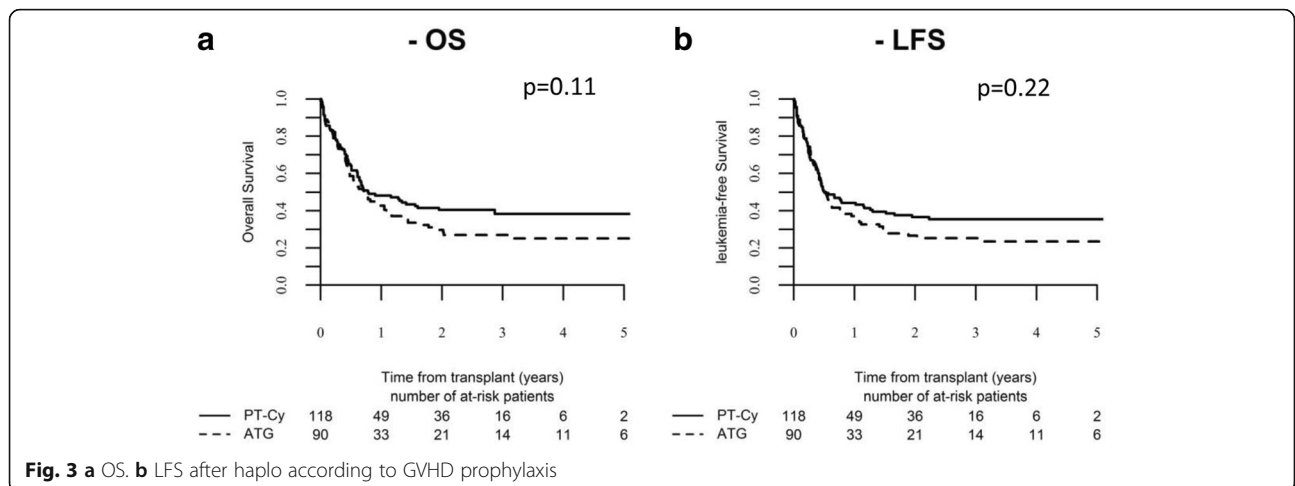 a - OS
p=0.11
1.0
0.8
0.6
0.4
0.2
0.0
Overall Survival
0 1 2 3 4 5
Time from transplant (years)
number of at-risk patients
PT-Cy 118 49 36 16 6 2
ATG 90 33 21 14 11 6
b - LFS
p=0.22
1.0
0.8
0.6
0.4
0.2
0.0
leukemia-free Survival
0 1 2 3 4 5
Time from transplant (years)
number of at-risk patients
PT-Cy 118 49 36 16 6 2
ATG 90 33 21 14 11 6
Fig. 3 a OS. b LFS after haplo according to GVHD prophylaxis